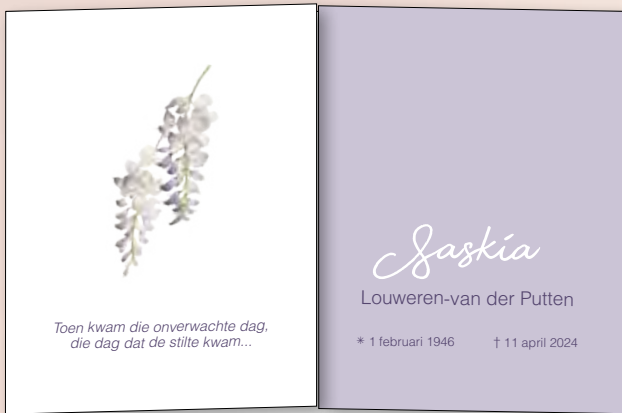 Toen kwam die onverwachte dag,
die dag dat de stilte kwam...
Saskia
Louweren-van der Putten
* 1 februari 1946 † 11 april 2024